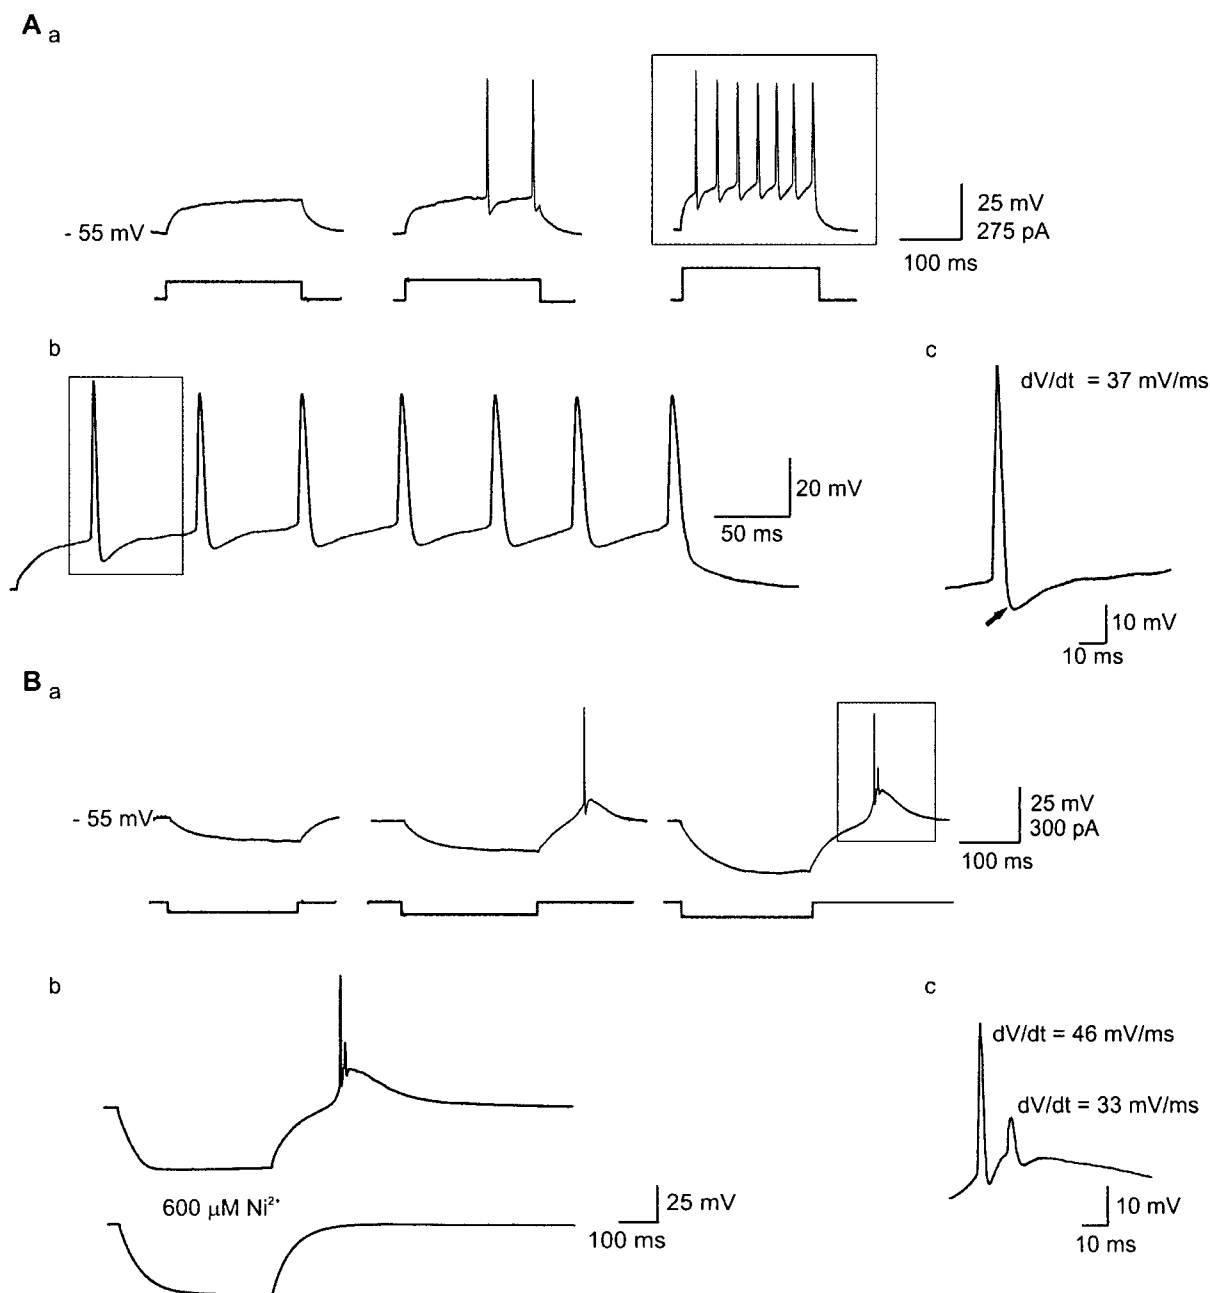 A a
- 55 mV
25 mV
275 pA
100 ms
b
c
dV/dt = 37 mV/ms
20 mV
50 ms
10 mV
10 ms
B a
- 55 mV
25 mV
300 pA
100 ms
b
c
dV/dt = 46 mV/ms
dV/dt = 33 mV/ms
600 µM Ni²⁺
25 mV
100 ms
10 mV
10 ms